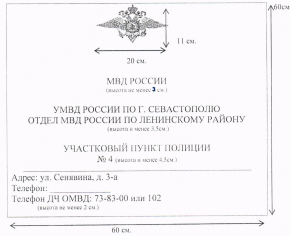 60см
11 см.
20 см.
МВД РОССИИ
(высота не менее 3 см )
УМВД РОССИИ ПО Г. СЕВАСТОПОЛЮ
ОТДЕЛ МВД РОССИИ ПО ЛЕНИНСКОМУ РАЙОНУ
(высота не менее 3.5см )
УЧАСТКОВЫЙ ПУНКТ ПОЛИЦИИ
№ 4 (высота не менее 4.5см )
Адрес: ул. Сенявина, д. 3-а
Телефон:
Телефон ДЧ ОМВД: 73-83-00 или 102
(высота не менее 2 см )
60 см.